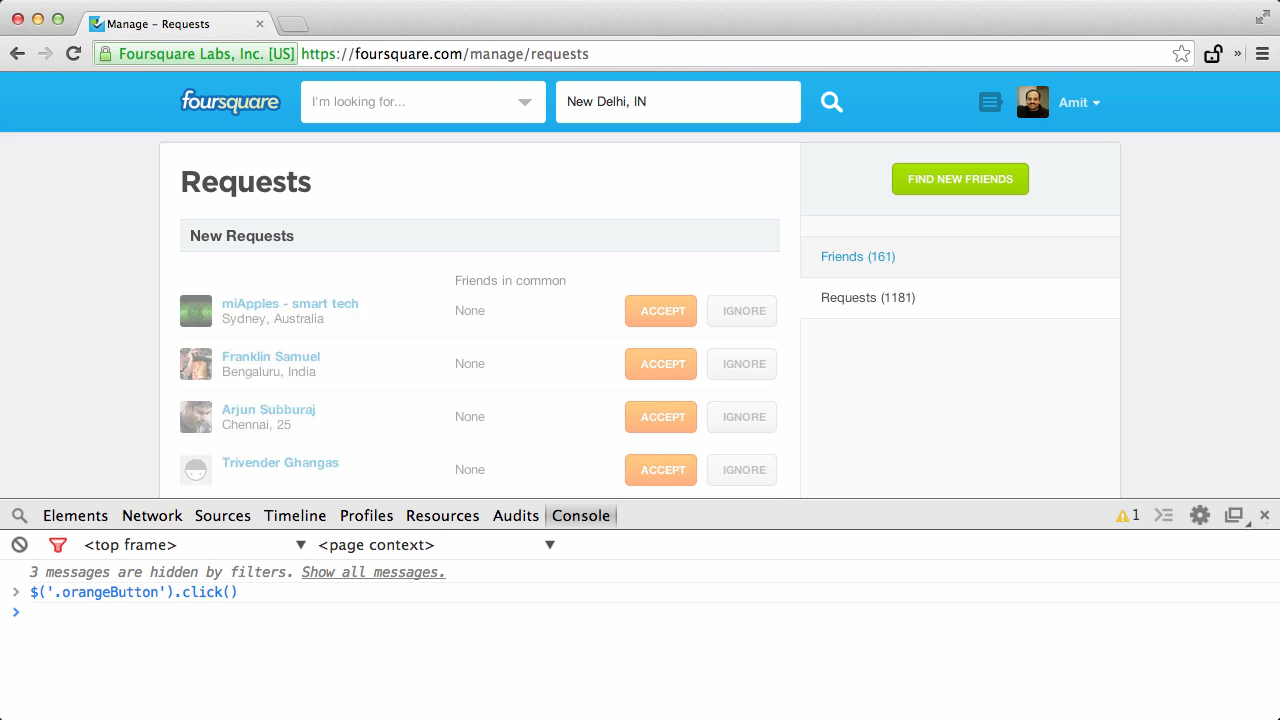 Manage – Requests
Foursquare Labs, Inc. [US] https://foursquare.com/manage/requests »
foursquare I'm looking for... New Delhi, IN Amit
Requests
FIND NEW FRIENDS
New Requests
Friends (161)
Requests (1181)
Friends in common
miApples - smart tech
Sydney, Australia
None ACCEPT IGNORE
Franklin Samuel
Bengaluru, India
None ACCEPT IGNORE
Arjun Subburaj
Chennai, 25
None ACCEPT IGNORE
Trivender Ghangas
None ACCEPT IGNORE
Elements Network Sources Timeline Profiles Resources Audits Console 1
<top frame> <page context>
3 messages are hidden by filters. Show all messages.
> $('.orangeButton').click()
>